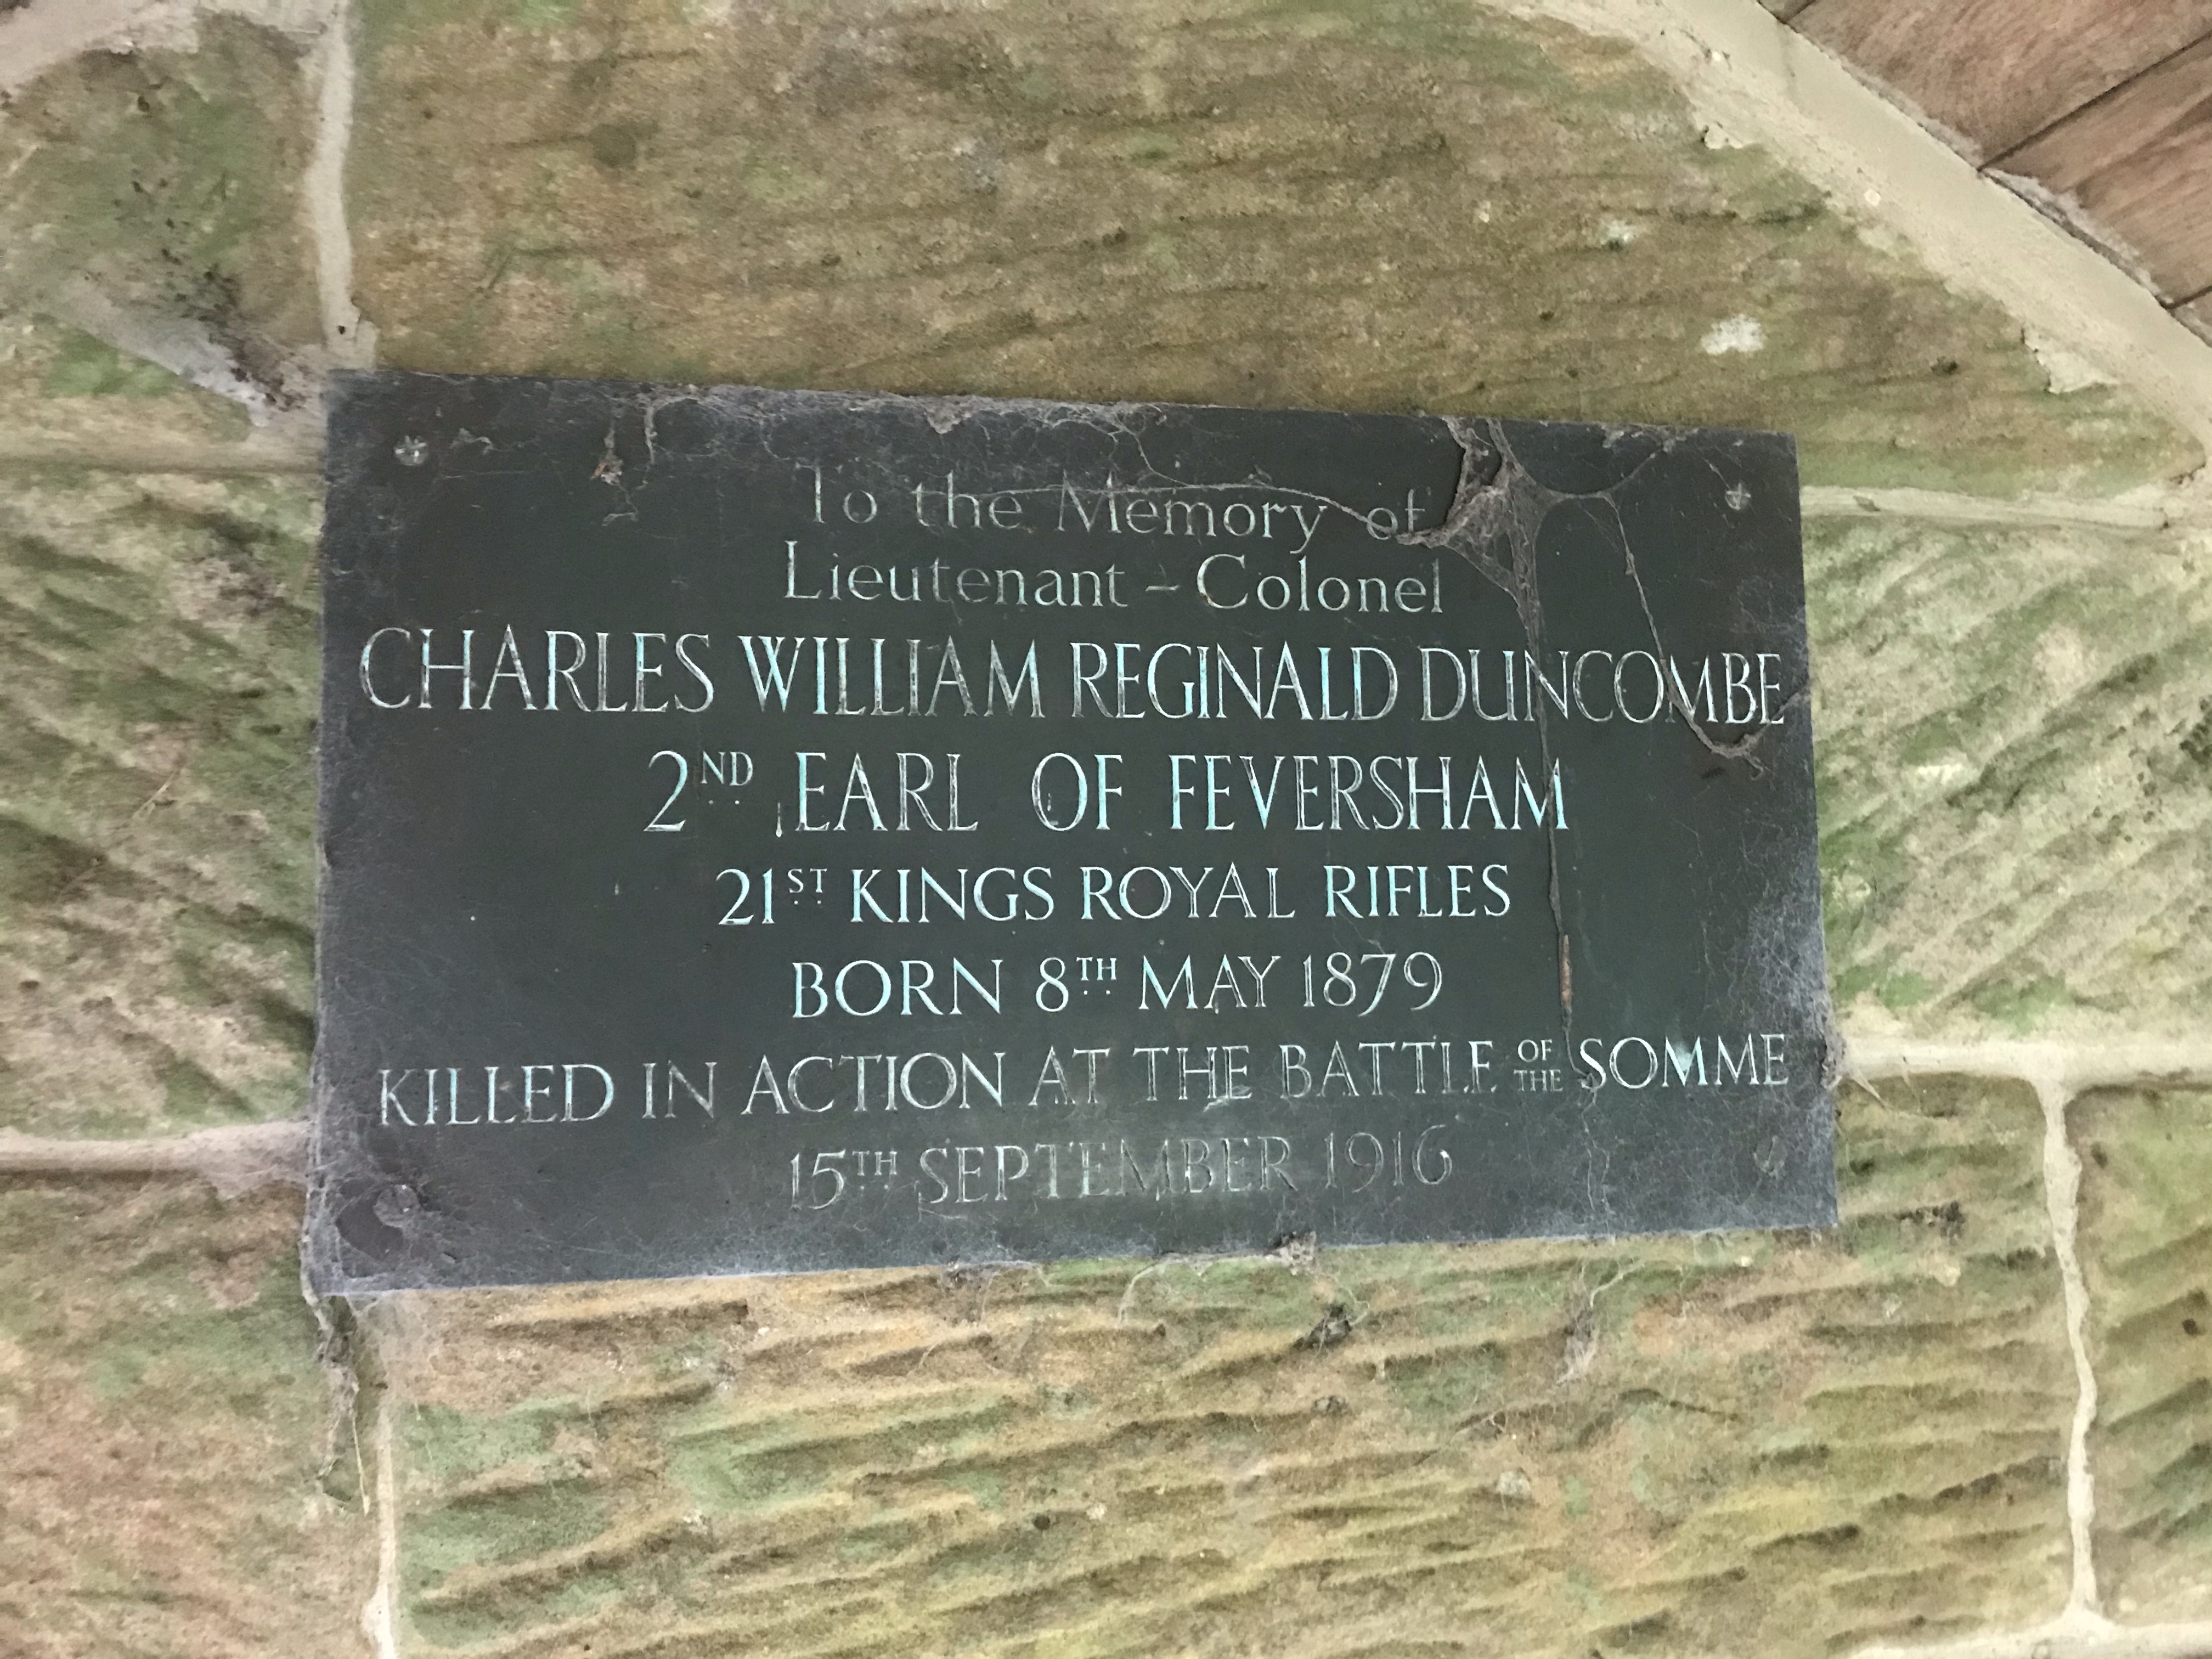 To the Memory of
Lieutenant - Colonel
CHARLES WILLIAM REGINALD DUNCOMBE
2ND EARL OF FEVERSHAM
21ST KINGS ROYAL RIFLES
BORN 8TH MAY 1879
KILLED IN ACTION AT THE BATTLE OF THE SOMME
15TH SEPTEMBER 1916